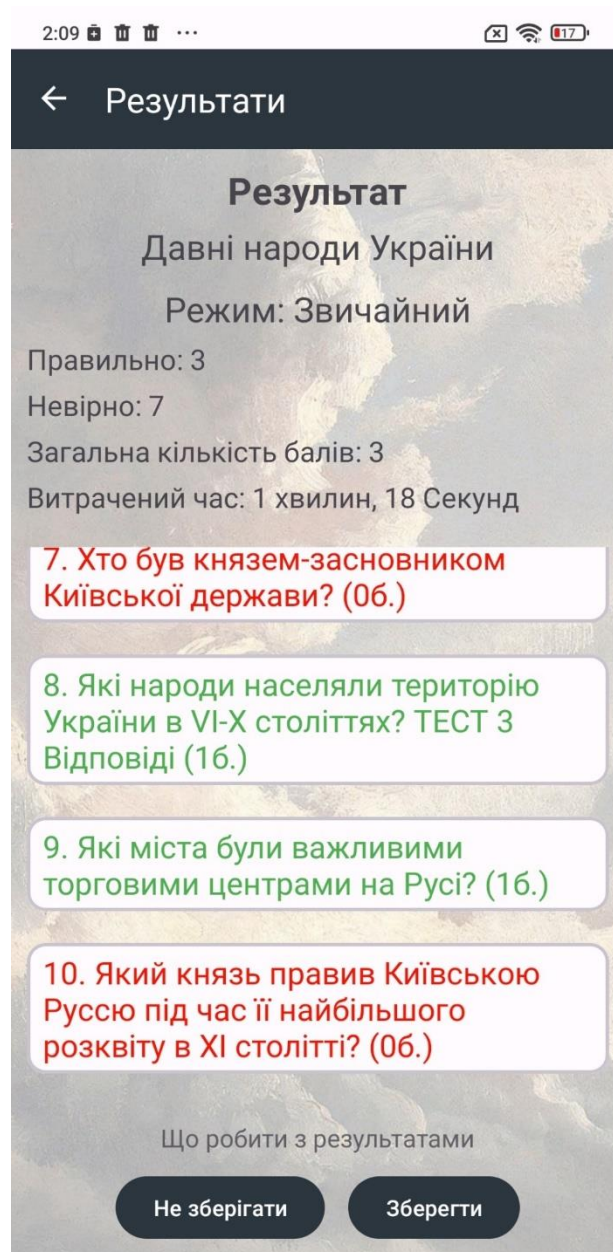 2:09
17
Результати
Результат
Давні народи України
Режим: Звичайний
Правильно: 3
Невірно: 7
Загальна кількість балів: 3
Витрачений час: 1 хвилин, 18 Секунд
7. Хто був князем-засновником
Київської держави? (0б.)
8. Які народи населяли територію
України в VI-X століттях? ТЕСТ 3
Відповіді (1б.)
9. Які міста були важливими
торговими центрами на Русі? (1б.)
10. Який князь правив Київською
Руссю під час її найбільшого
розквіту в XI столітті? (0б.)
Що робити з результатами
Не зберігати
Зберегти